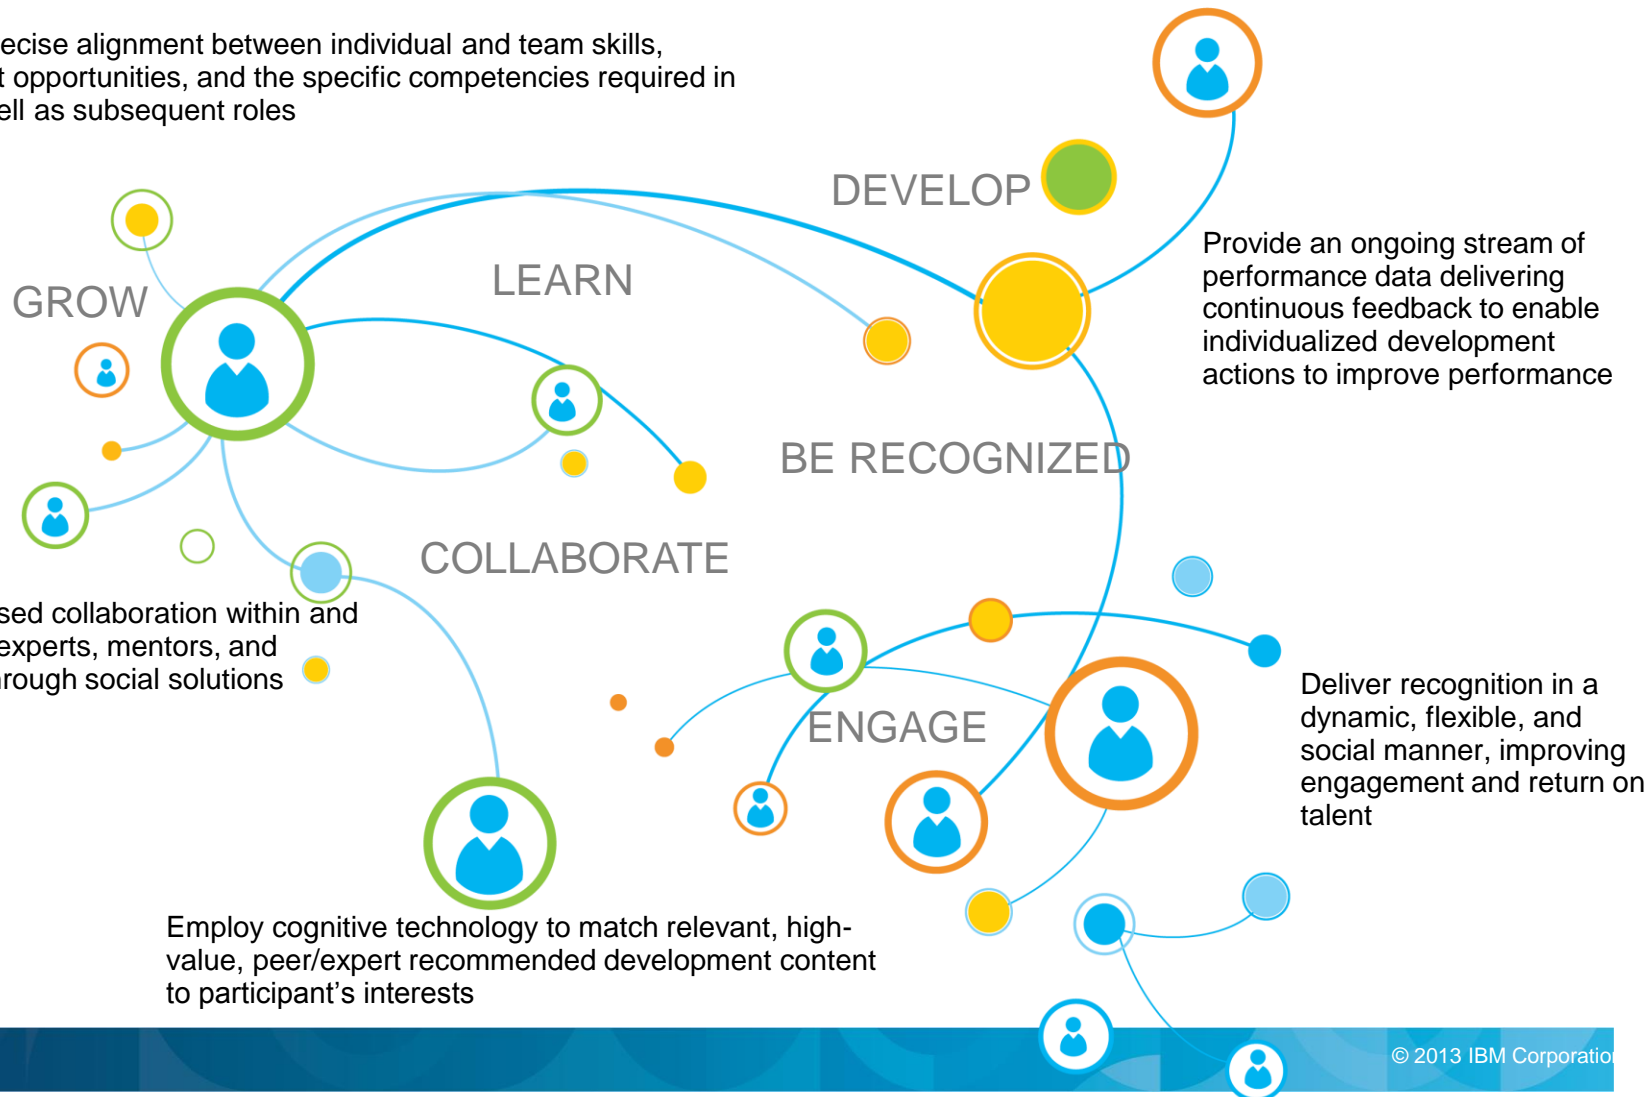 ecise alignment between individual and team skills,
t opportunities, and the specific competencies required in
ell as subsequent roles
DEVELOP
Provide an ongoing stream of
performance data delivering
continuous feedback to enable
individualized development
actions to improve performance
LEARN
GROW
BE RECOGNIZED
COLLABORATE
sed collaboration within and
experts, mentors, and
hrough social solutions
Deliver recognition in a
dynamic, flexible, and
social manner, improving
engagement and return on
talent
ENGAGE
Employ cognitive technology to match relevant, high-
value, peer/expert recommended development content
to participant’s interests
© 2013 IBM Corporatio